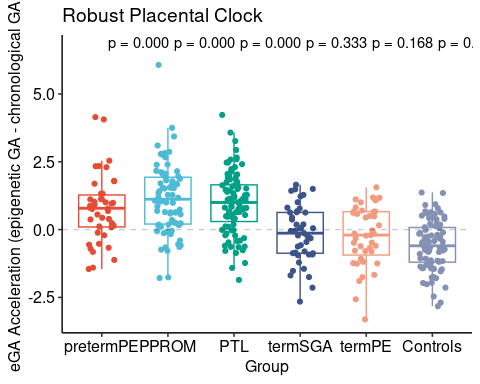 Robust Placental Clock
p = 0.000 p = 0.000 p = 0.000 p = 0.333 p = 0.168 p = 0.
eGA Acceleration (epigenetic GA - chronological GA
5.0
2.5
0.0
-2.5
pretermPE PPROM PTL termSGA termPE Controls
Group